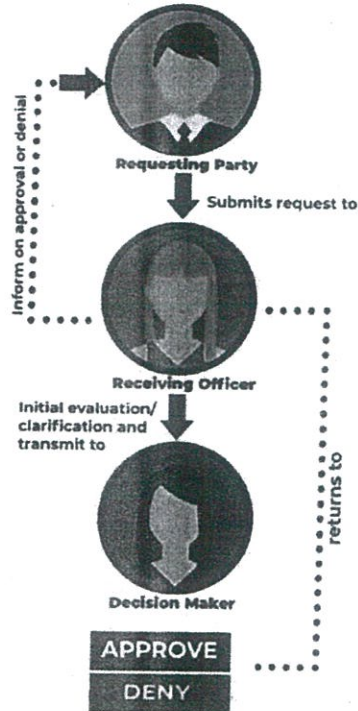 Requesting Party
Submits request to
Inform on approval or denial
Receiving Officer
Initial evaluation/
clarification and
transmit to
Decision Maker
returns to
APPROVE
DENY